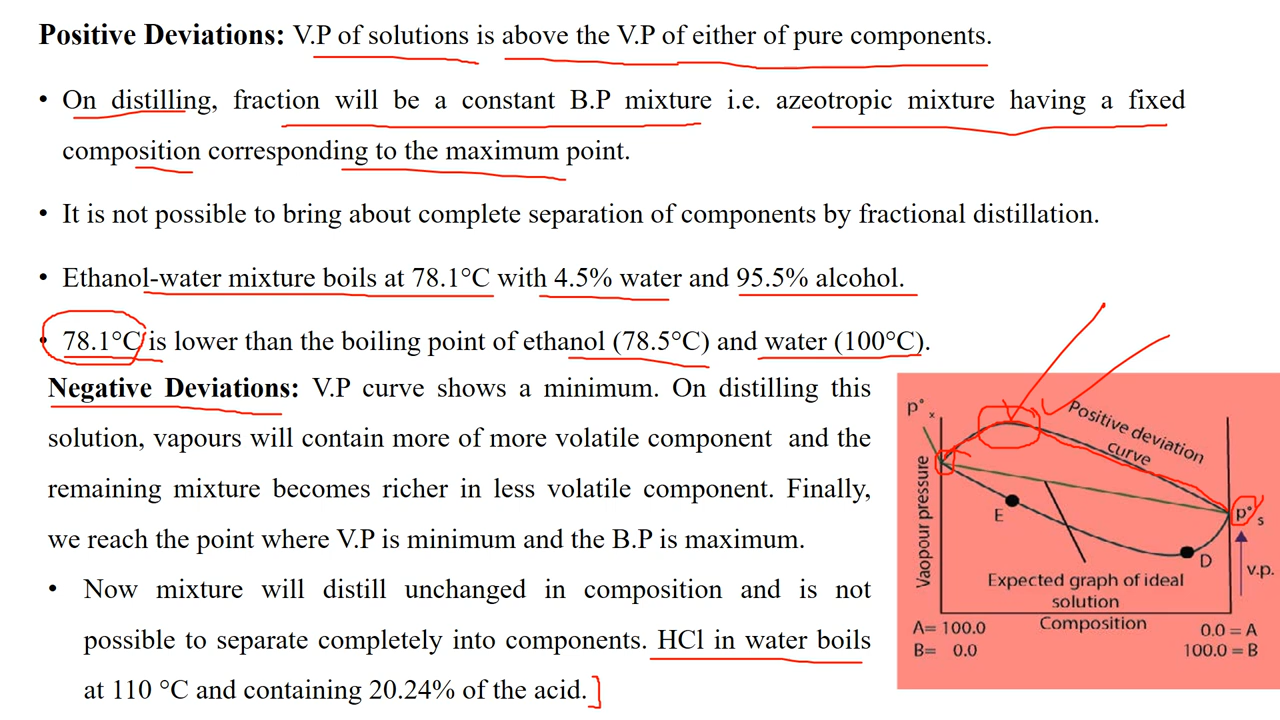 Positive Deviations: V.P of solutions is above the V.P of either of pure components.
• On distilling, fraction will be a constant B.P mixture i.e. azeotropic mixture having a fixed
composition corresponding to the maximum point.
• It is not possible to bring about complete separation of components by fractional distillation.
• Ethanol-water mixture boils at 78.1°C with 4.5% water and 95.5% alcohol.
• 78.1°C is lower than the boiling point of ethanol (78.5°C) and water (100°C).
Negative Deviations: V.P curve shows a minimum. On distilling this
solution, vapours will contain more of more volatile component and the
remaining mixture becomes richer in less volatile component. Finally,
we reach the point where V.P is minimum and the B.P is maximum.
• Now mixture will distill unchanged in composition and is not
possible to separate completely into components. HCl in water boils
at 110 °C and containing 20.24% of the acid.
p°x
Positive deviation
curve
Vaopour pressure
E
p°s
D
v.p.
Expected graph of ideal
solution
Composition
A= 100.0
B= 0.0
0.0 = A
100.0 = B